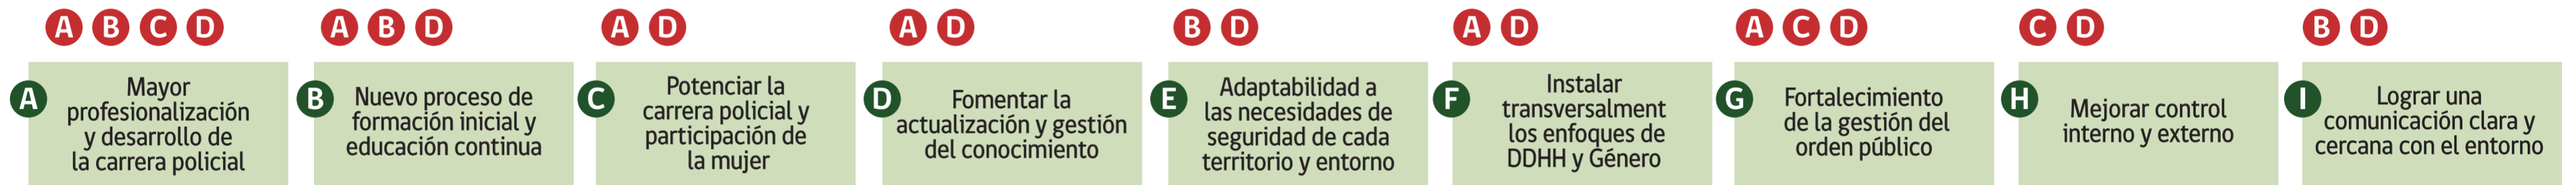 A B C D
A
Mayor
profesionalización
y desarrollo de
la carrera policial
A B D
B
Nuevo proceso de
formación inicial y
educación continua
A D
C
Potenciar la
carrera policial y
participación de
la mujer
A D
D
Fomentar la
actualización y gestión
del conocimiento
B D
E
Adaptabilidad a
las necesidades de
seguridad de cada
territorio y entorno
A D
F
Instalar
transversalment
los enfoques de
DDHH y Género
A C D
G
Fortalecimiento
de la gestión del
orden público
C D
H
Mejorar control
interno y externo
B D
I
Lograr una
comunicación clara y
cercana con el entorno